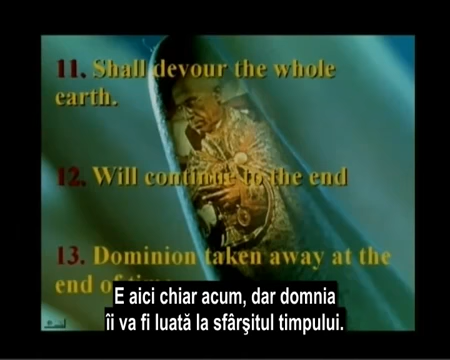 11. Shall devour the whole
earth.
12. Will continue to the end
13. Dominion taken away at the
end of time.
E aici chiar acum, dar domnia
îi va fi luată la sfârşitul timpului.